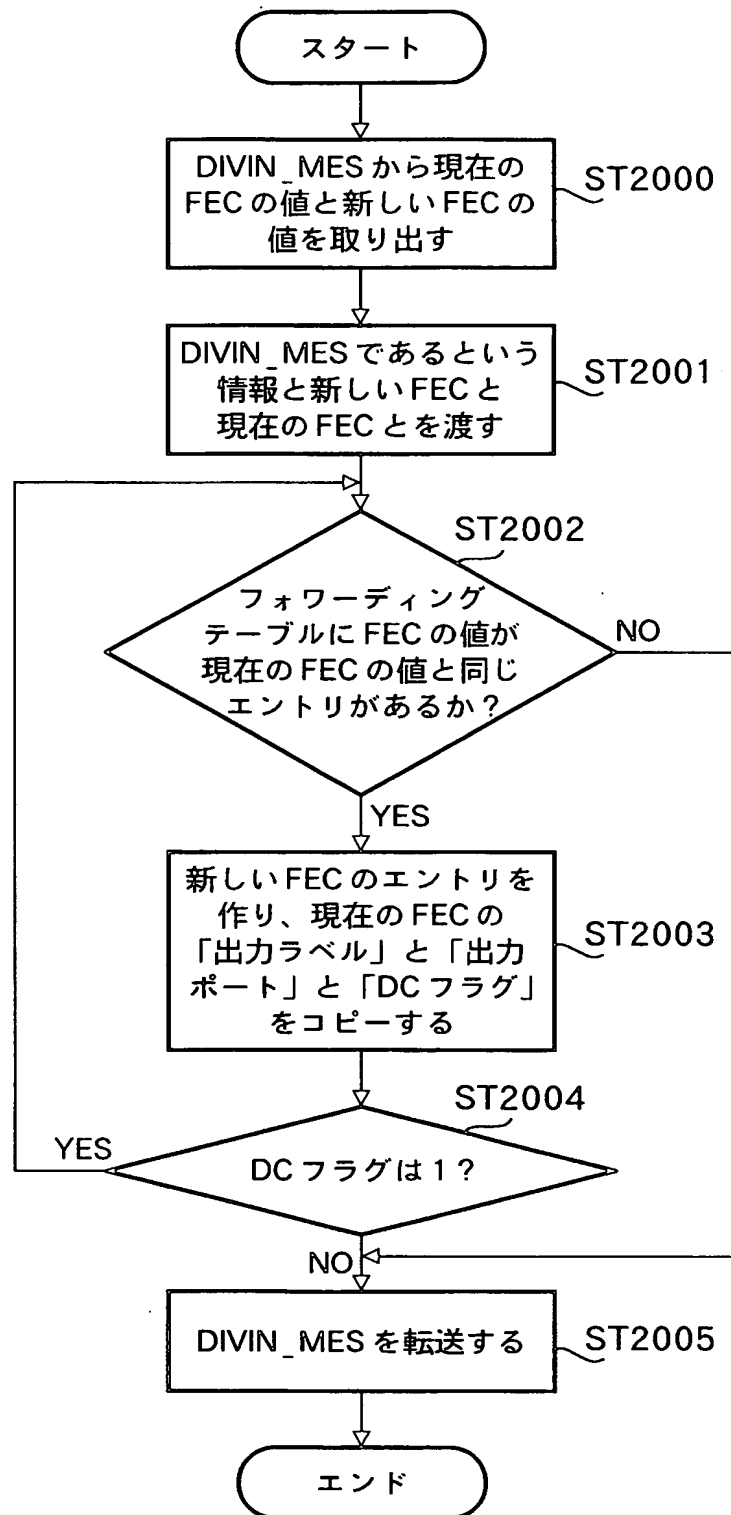 スタート
DIVIN_MESから現在の
FECの値と新しいFECの
値を取り出す
ST2000
DIVIN_MESであるという
情報と新しいFECと
現在のFECとを渡す
ST2001
ST2002
フォワーディング
テーブルにFECの値が
現在のFECの値と同じ
エントリがあるか?
NO
YES
新しいFECのエントリを
作り、現在のFECの
「出力ラベル」と「出力
ポート」と「DCフラグ」
をコピーする
ST2003
ST2004
YES
DCフラグは1?
NO
DIVIN_MESを転送する
ST2005
エンド